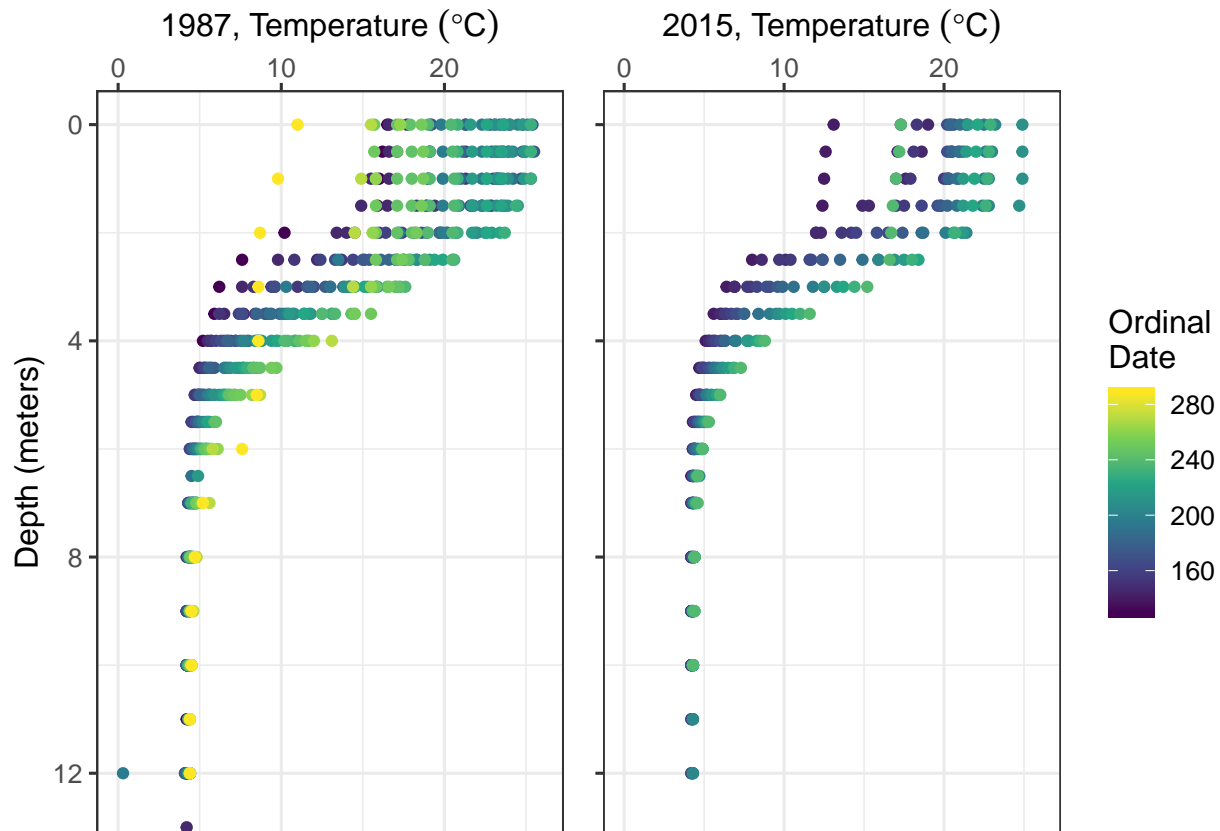 1987, Temperature (°C)
2015, Temperature (°C)
0 10 20
0 10 20
0
4
8
12
Depth (meters)
Ordinal
Date
280
240
200
160